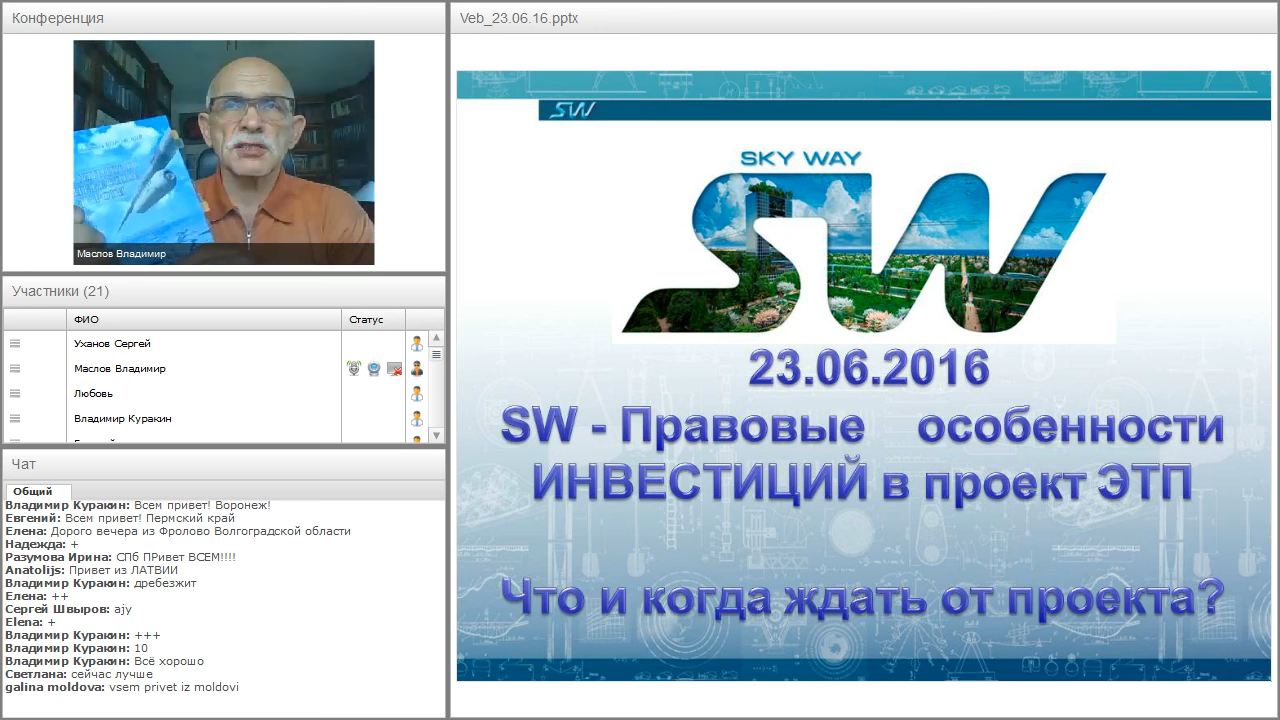 Конференция
Маслов Владимир
Участники (21)
ФИО Статус
Уханов Сергей
Маслов Владимир
Любовь
Владимир Куракин
Чат
Общий
Владимир Куракин: Всем привет! Воронеж!
Евгений: Всем привет! Пермский край
Елена: Дорого вечера из Фролово Волгоградской области
Надежда: +
Разумова Ирина: СПб ПРивет ВСЕМ!!!!
Anatolijs: Привет из ЛАТВИИ
Владимир Куракин: дребезжит
Елена: ++
Сергей Швыров: ajy
Elena: +
Владимир Куракин: +++
Владимир Куракин: 10
Владимир Куракин: Всё хорошо
Светлана: сейчас лучше
galina moldova: vsem privet iz moldovi
Veb_23.06.16.pptx
SW
SKY WAY
SW
23.06.2016
SW - Правовые особенности
ИНВЕСТИЦИЙ в проект ЭТП
Что и когда ждать от проекта?